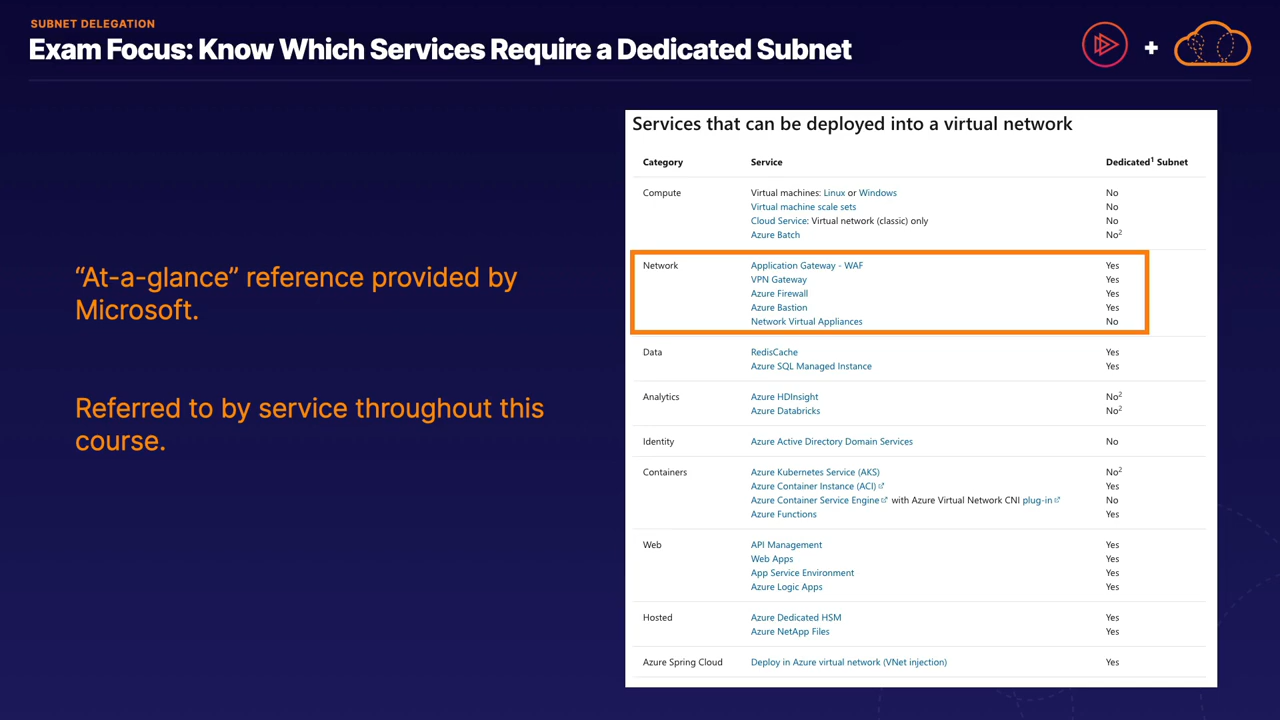 SUBNET DELEGATION
Exam Focus: Know Which Services Require a Dedicated Subnet
+
“At-a-glance” reference provided by
Microsoft.
Referred to by service throughout this
course.
Services that can be deployed into a virtual network
Category Service Dedicated¹ Subnet
Compute Virtual machines: Linux or Windows No
Virtual machine scale sets No
Cloud Service: Virtual network (classic) only No
Azure Batch No²
Network Application Gateway - WAF Yes
VPN Gateway Yes
Azure Firewall Yes
Azure Bastion Yes
Network Virtual Appliances No
Data RedisCache Yes
Azure SQL Managed Instance Yes
Analytics Azure HDInsight No²
Azure Databricks No²
Identity Azure Active Directory Domain Services No
Containers Azure Kubernetes Service (AKS) No²
Azure Container Instance (ACI) Yes
Azure Container Service Engine with Azure Virtual Network CNI plug-in No
Azure Functions Yes
Web API Management Yes
Web Apps Yes
App Service Environment Yes
Azure Logic Apps Yes
Hosted Azure Dedicated HSM Yes
Azure NetApp Files Yes
Azure Spring Cloud Deploy in Azure virtual network (VNet injection) Yes